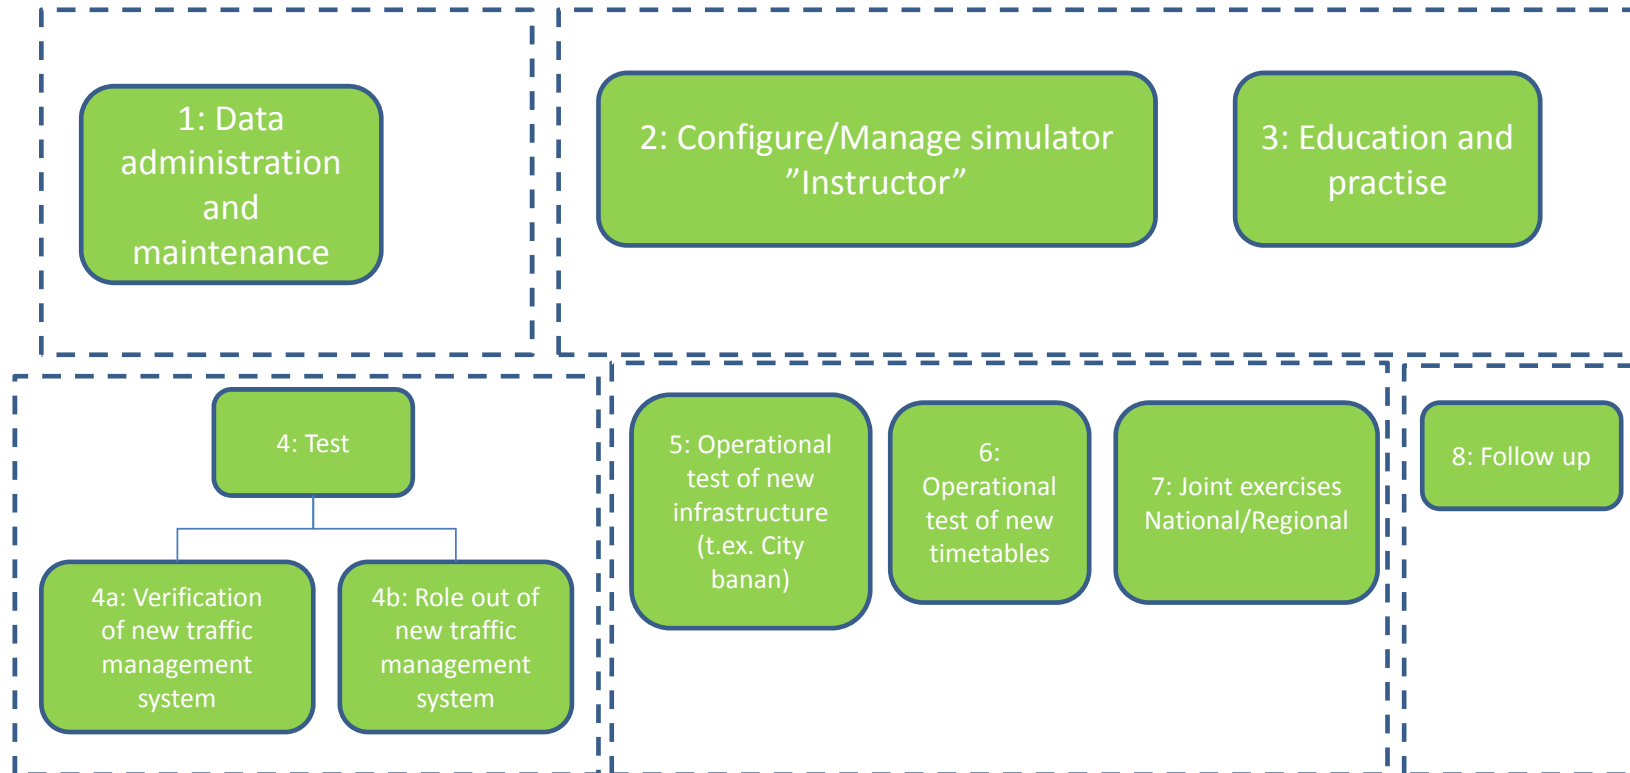 1: Data
administration
and
maintenance
2: Configure/Manage simulator
”Instructor”
3: Education and
practise
4: Test
4a: Verification
of new traffic
management
system
4b: Role out of
new traffic
management
system
5: Operational
test of new
infrastructure
(t.ex. City
banan)
6:
Operational
test of new
timetables
7: Joint exercises
National/Regional
8: Follow up